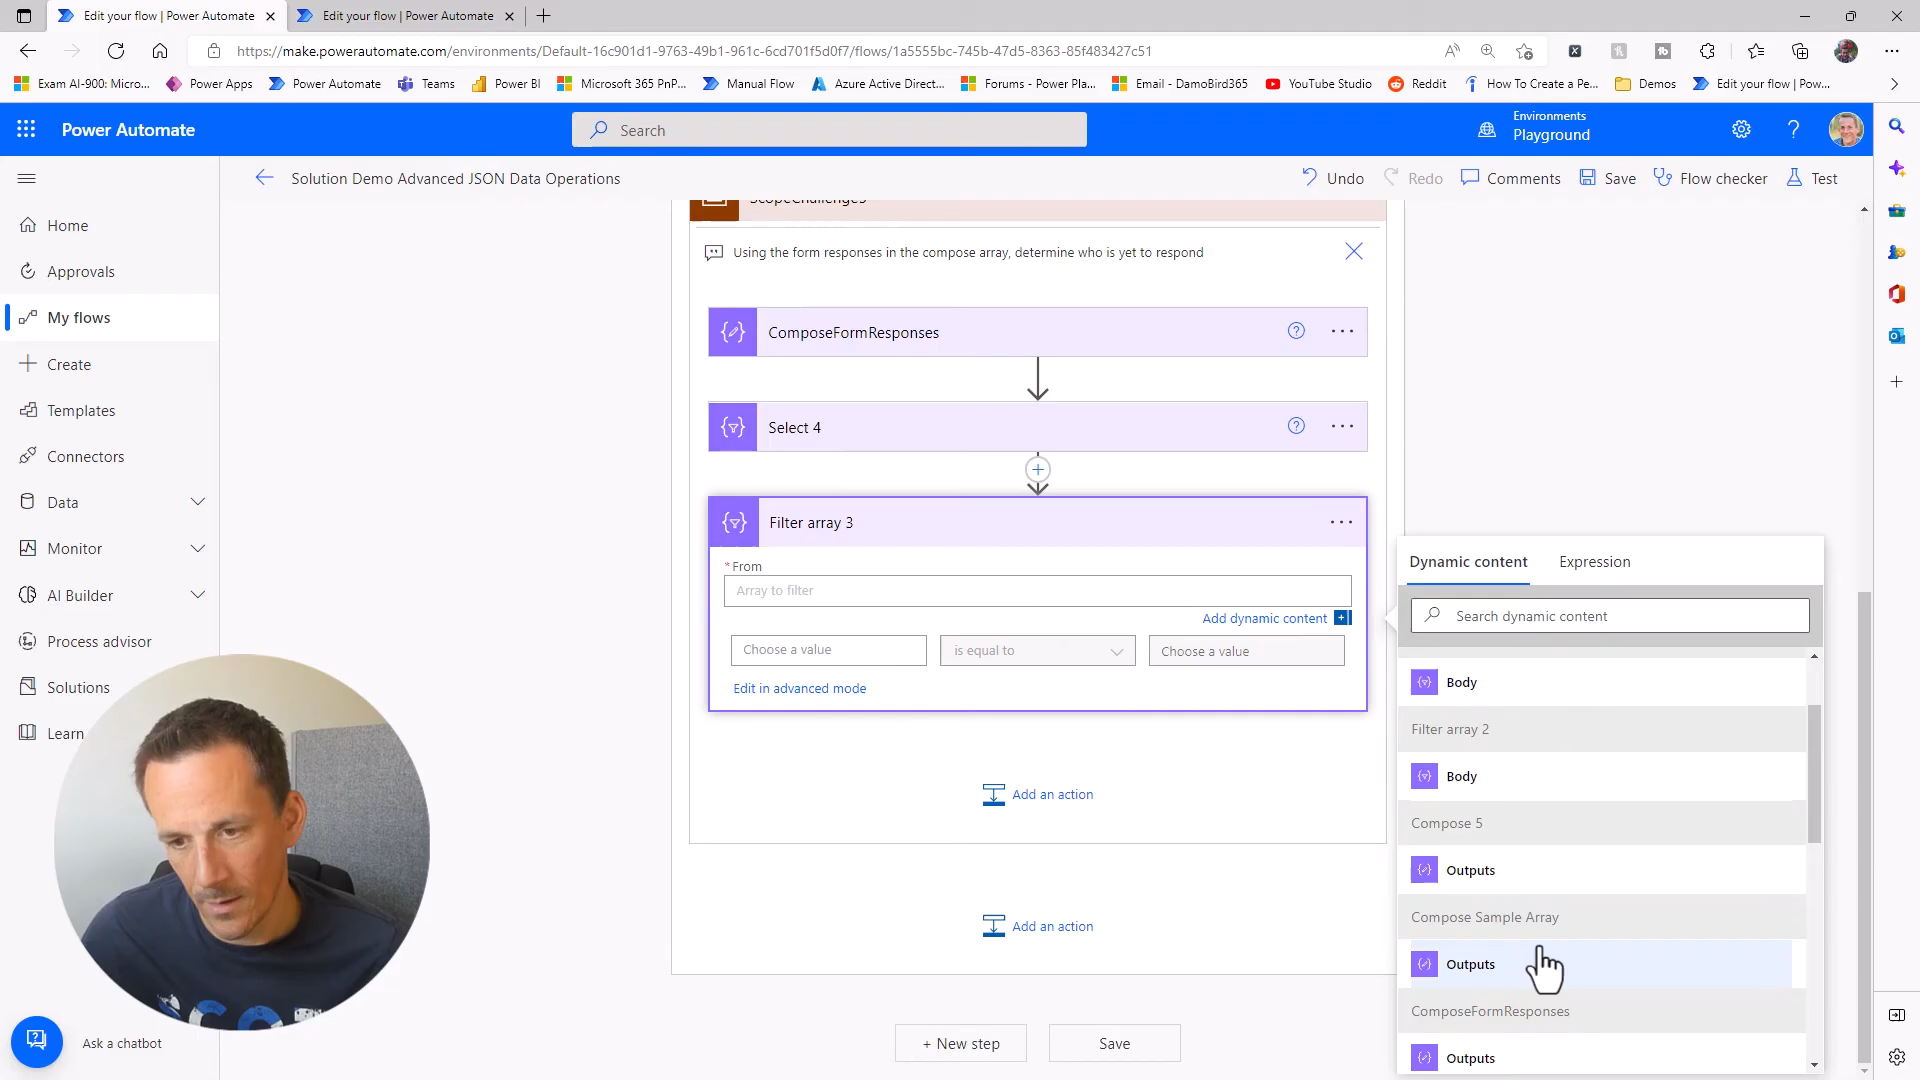 Edit your flow | Power Automate
Edit your flow | Power Automate
https://make.powerautomate.com/environments/Default-16c901d1-9763-49b1-961c-6cd701f5d0f7/flows/1a5555bc-745b-47d5-8363-85f483427c51
Exam AI-900: Micro...
Power Apps
Power Automate
Teams
Power BI
Microsoft 365 PnP...
Manual Flow
Azure Active Direct...
Forums - Power Pla...
Email - DamoBird365
YouTube Studio
Reddit
How To Create a Pe...
Demos
Edit your flow | Pow...
Power Automate
Search
Environments
Playground
Solution Demo Advanced JSON Data Operations
Undo
Redo
Comments
Save
Flow checker
Test
Home
Approvals
My flows
Create
Templates
Connectors
Data
Monitor
AI Builder
Process advisor
Solutions
Learn
Ask a chatbot
ScopeChallenge5
Using the form responses in the compose array, determine who is yet to respond
ComposeFormResponses
Select 4
Filter array 3
* From
Array to filter
Add dynamic content
Choose a value
is equal to
Choose a value
Edit in advanced mode
Add an action
Add an action
+ New step
Save
Dynamic content
Expression
Search dynamic content
Body
Filter array 2
Body
Compose 5
Outputs
Compose Sample Array
Outputs
ComposeFormResponses
Outputs